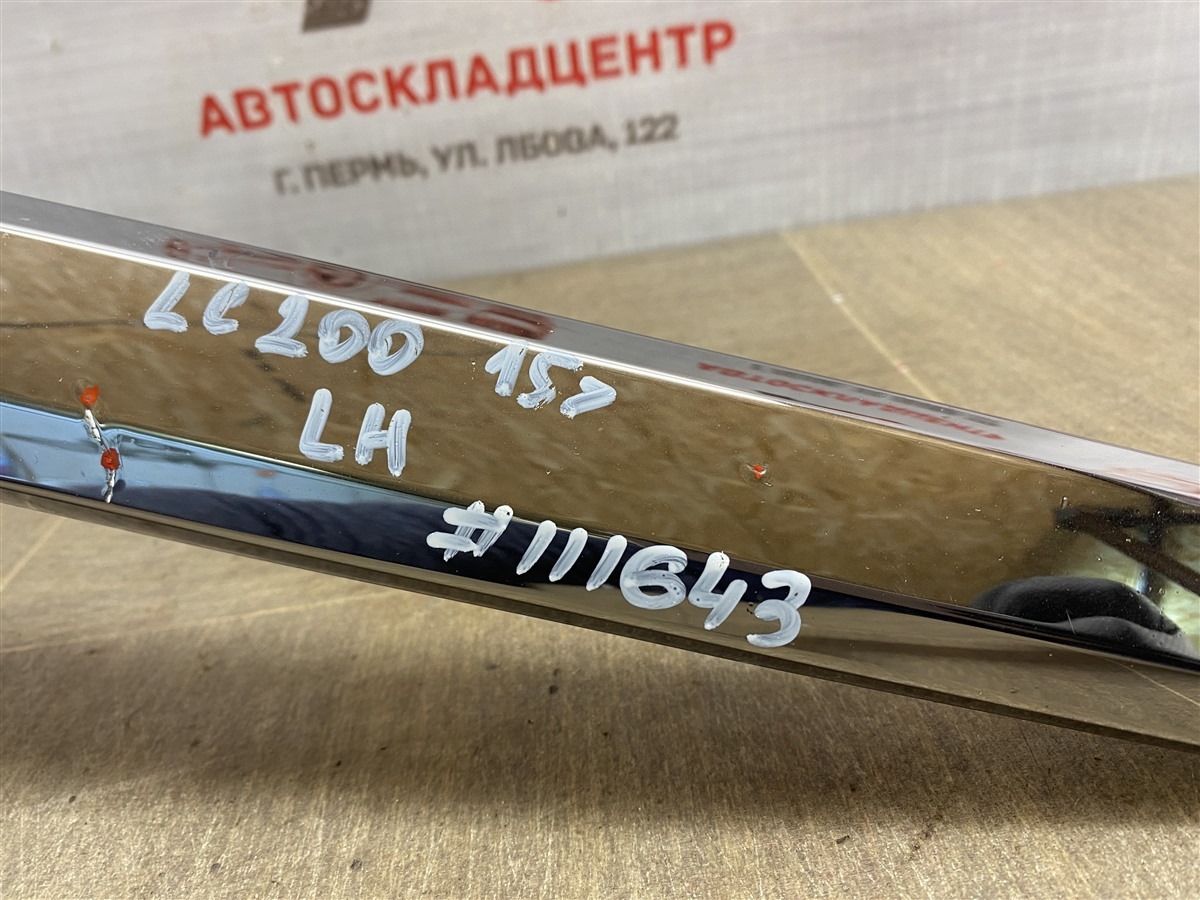 АВТОСКЛАДЦЕНТР
Г. ПЕРМЬ, УЛ. ЛБОВА, 122
LC200 15>
LH
#111643